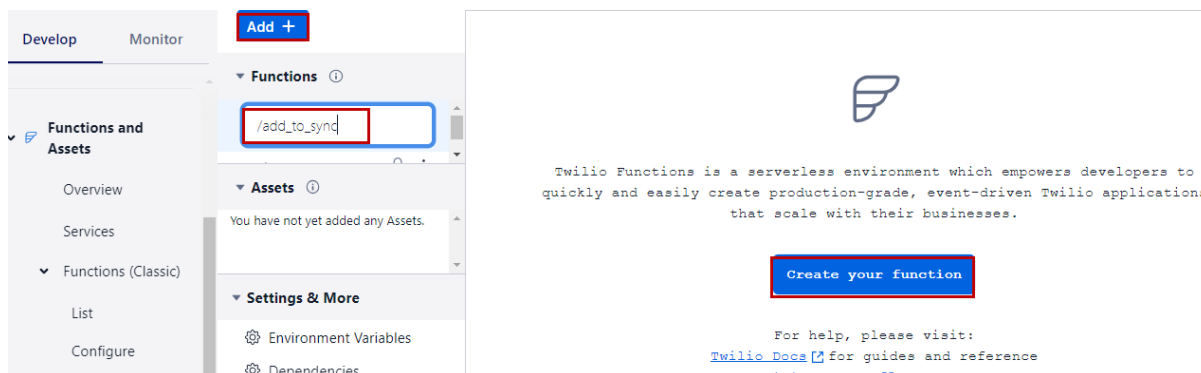 Develop
Monitor
Functions and
Assets
Overview
Services
Functions (Classic)
List
Configure
Add +
Functions
/add_to_sync
Assets
You have not yet added any Assets.
Settings & More
Environment Variables
Dependencies
Twilio Functions is a serverless environment which empowers developers to
quickly and easily create production-grade, event-driven Twilio applications
that scale with their businesses.
Create your function
For help, please visit:
Twilio Docs for guides and reference